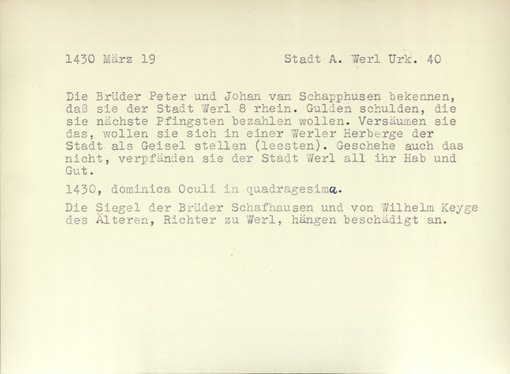 1430 März 19 Stadt A. Werl Urk. 40
Die Brüder Peter und Johan van Schapphusen bekennen,
daß sie der Stadt Werl 8 rhein. Gulden schulden, die
sie nächste Pfingsten bezahlen wollen. Versäumen sie
das, wollen sie sich in einer Werler Herberge der
Stadt als Geisel stellen (leesten). Geschehe auch das
nicht, verpfänden sie der Stadt Werl all ihr Hab und
Gut.
1430, dominica Oculi in quadragesima.
Die Siegel der Brüder Schafhausen und von Wilhelm Keyge
des Älteren, Richter zu Werl, hängen beschädigt an.